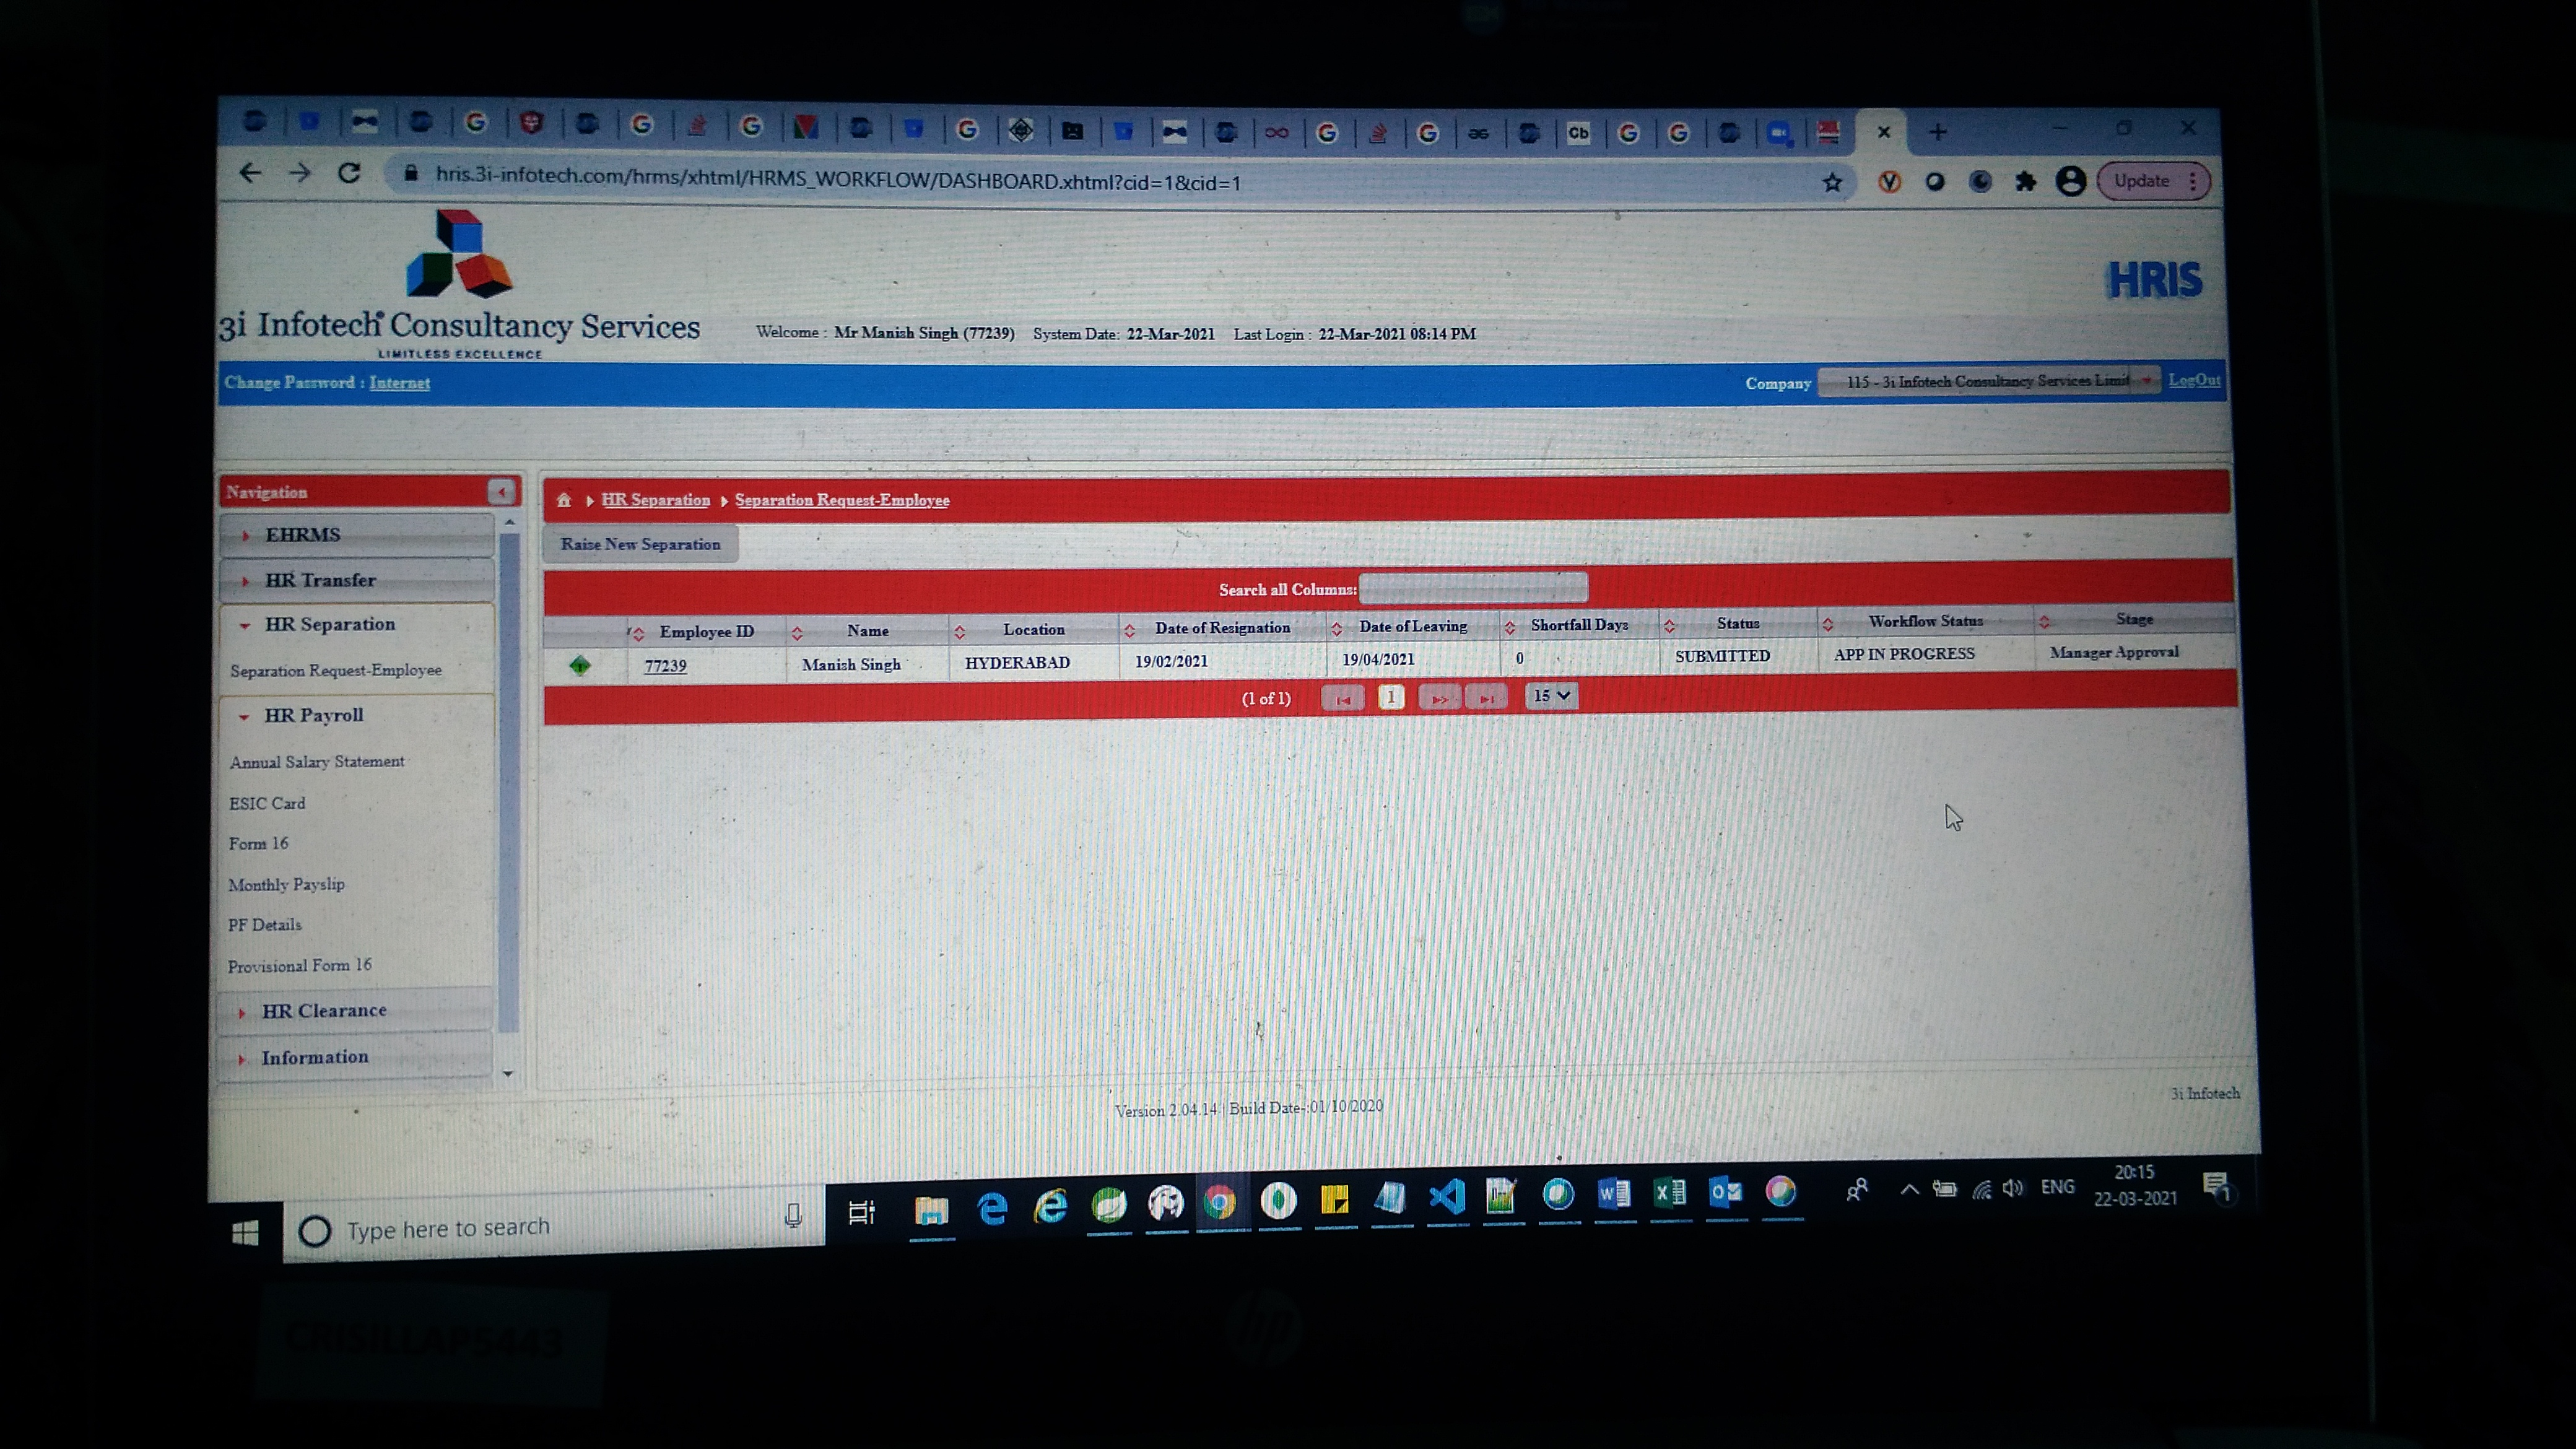 Cb
hris.3i-infotech.com/hrms/xhtml/HRMS_WORKFLOW/DASHBOARD.xhtml?cid=1&cid=1
Update
HRIS
3i Infotech® Consultancy Services
LIMITLESS EXCELLENCE
Welcome : Mr Manish Singh (77239) System Date: 22-Mar-2021 Last Login : 22-Mar-2021 08:14 PM
Change Password : Internet
Company 115 - 3i Infotech Consultancy Services Limit LogOut
Navigation
EHRMS
HR Transfer
HR Separation
Separation Request-Employee
HR Payroll
Annual Salary Statement
ESIC Card
Form 16
Monthly Payslip
PF Details
Provisional Form 16
HR Clearance
Information
HR Separation Separation Request-Employee
Raise New Separation
Search all Columns:
Employee ID Name Location Date of Resignation Date of Leaving Shortfall Days Status Workflow Status Stage
77239 Manish Singh HYDERABAD 19/02/2021 19/04/2021 0 SUBMITTED APP IN PROGRESS Manager Approval
(1 of 1) 1 15
3i Infotech
Version 2.04.14 | Build Date-:01/10/2020
Type here to search
ENG
20:15
22-03-2021
hp
CRISILLAP5443